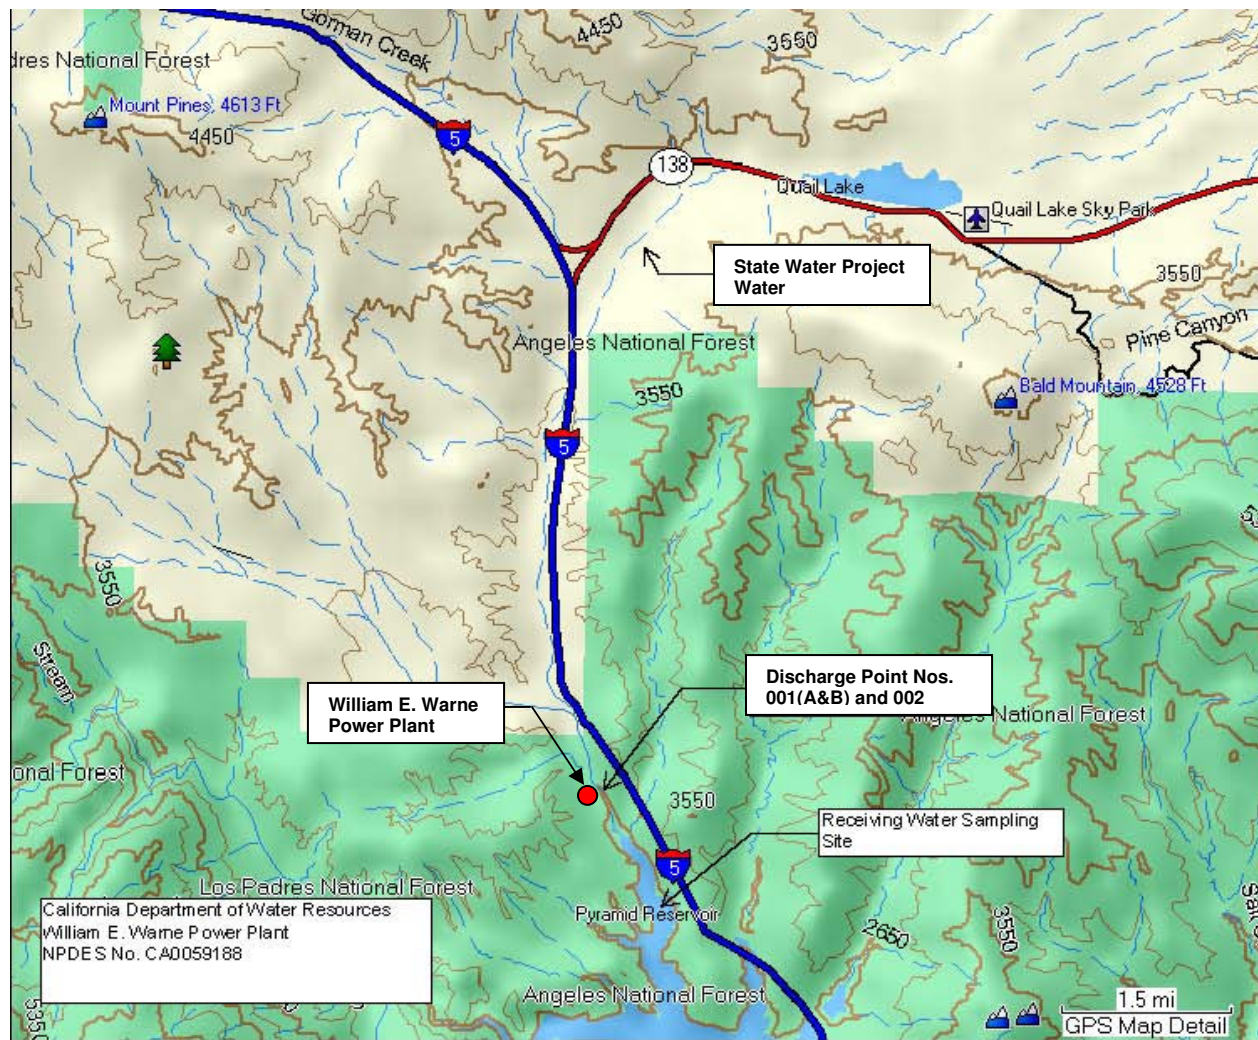 Gorman Creek
4450
3550
dres National Forest
Mount Pines, 4613 Ft
4450
5
138
Quail Lake
Quail Lake Sky Park
State Water Project
Water
3550
Pine Canyon
Angeles National Forest
3550
Bald Mountain, 4528 Ft
5
3550
Stream
William E. Warne
Power Plant
Discharge Point Nos.
001(A&B) and 002
Angeles National Forest
onal Forest
3550
Receiving Water Sampling
Site
5
Los Padres National Forest
Pyramid Reservoir
California Department of Water Resources
William E. Warne Power Plant
NPDES No. CA0059188
2650
3550
Angeles National Forest
5350
1.5 mi
GPS Map Detail